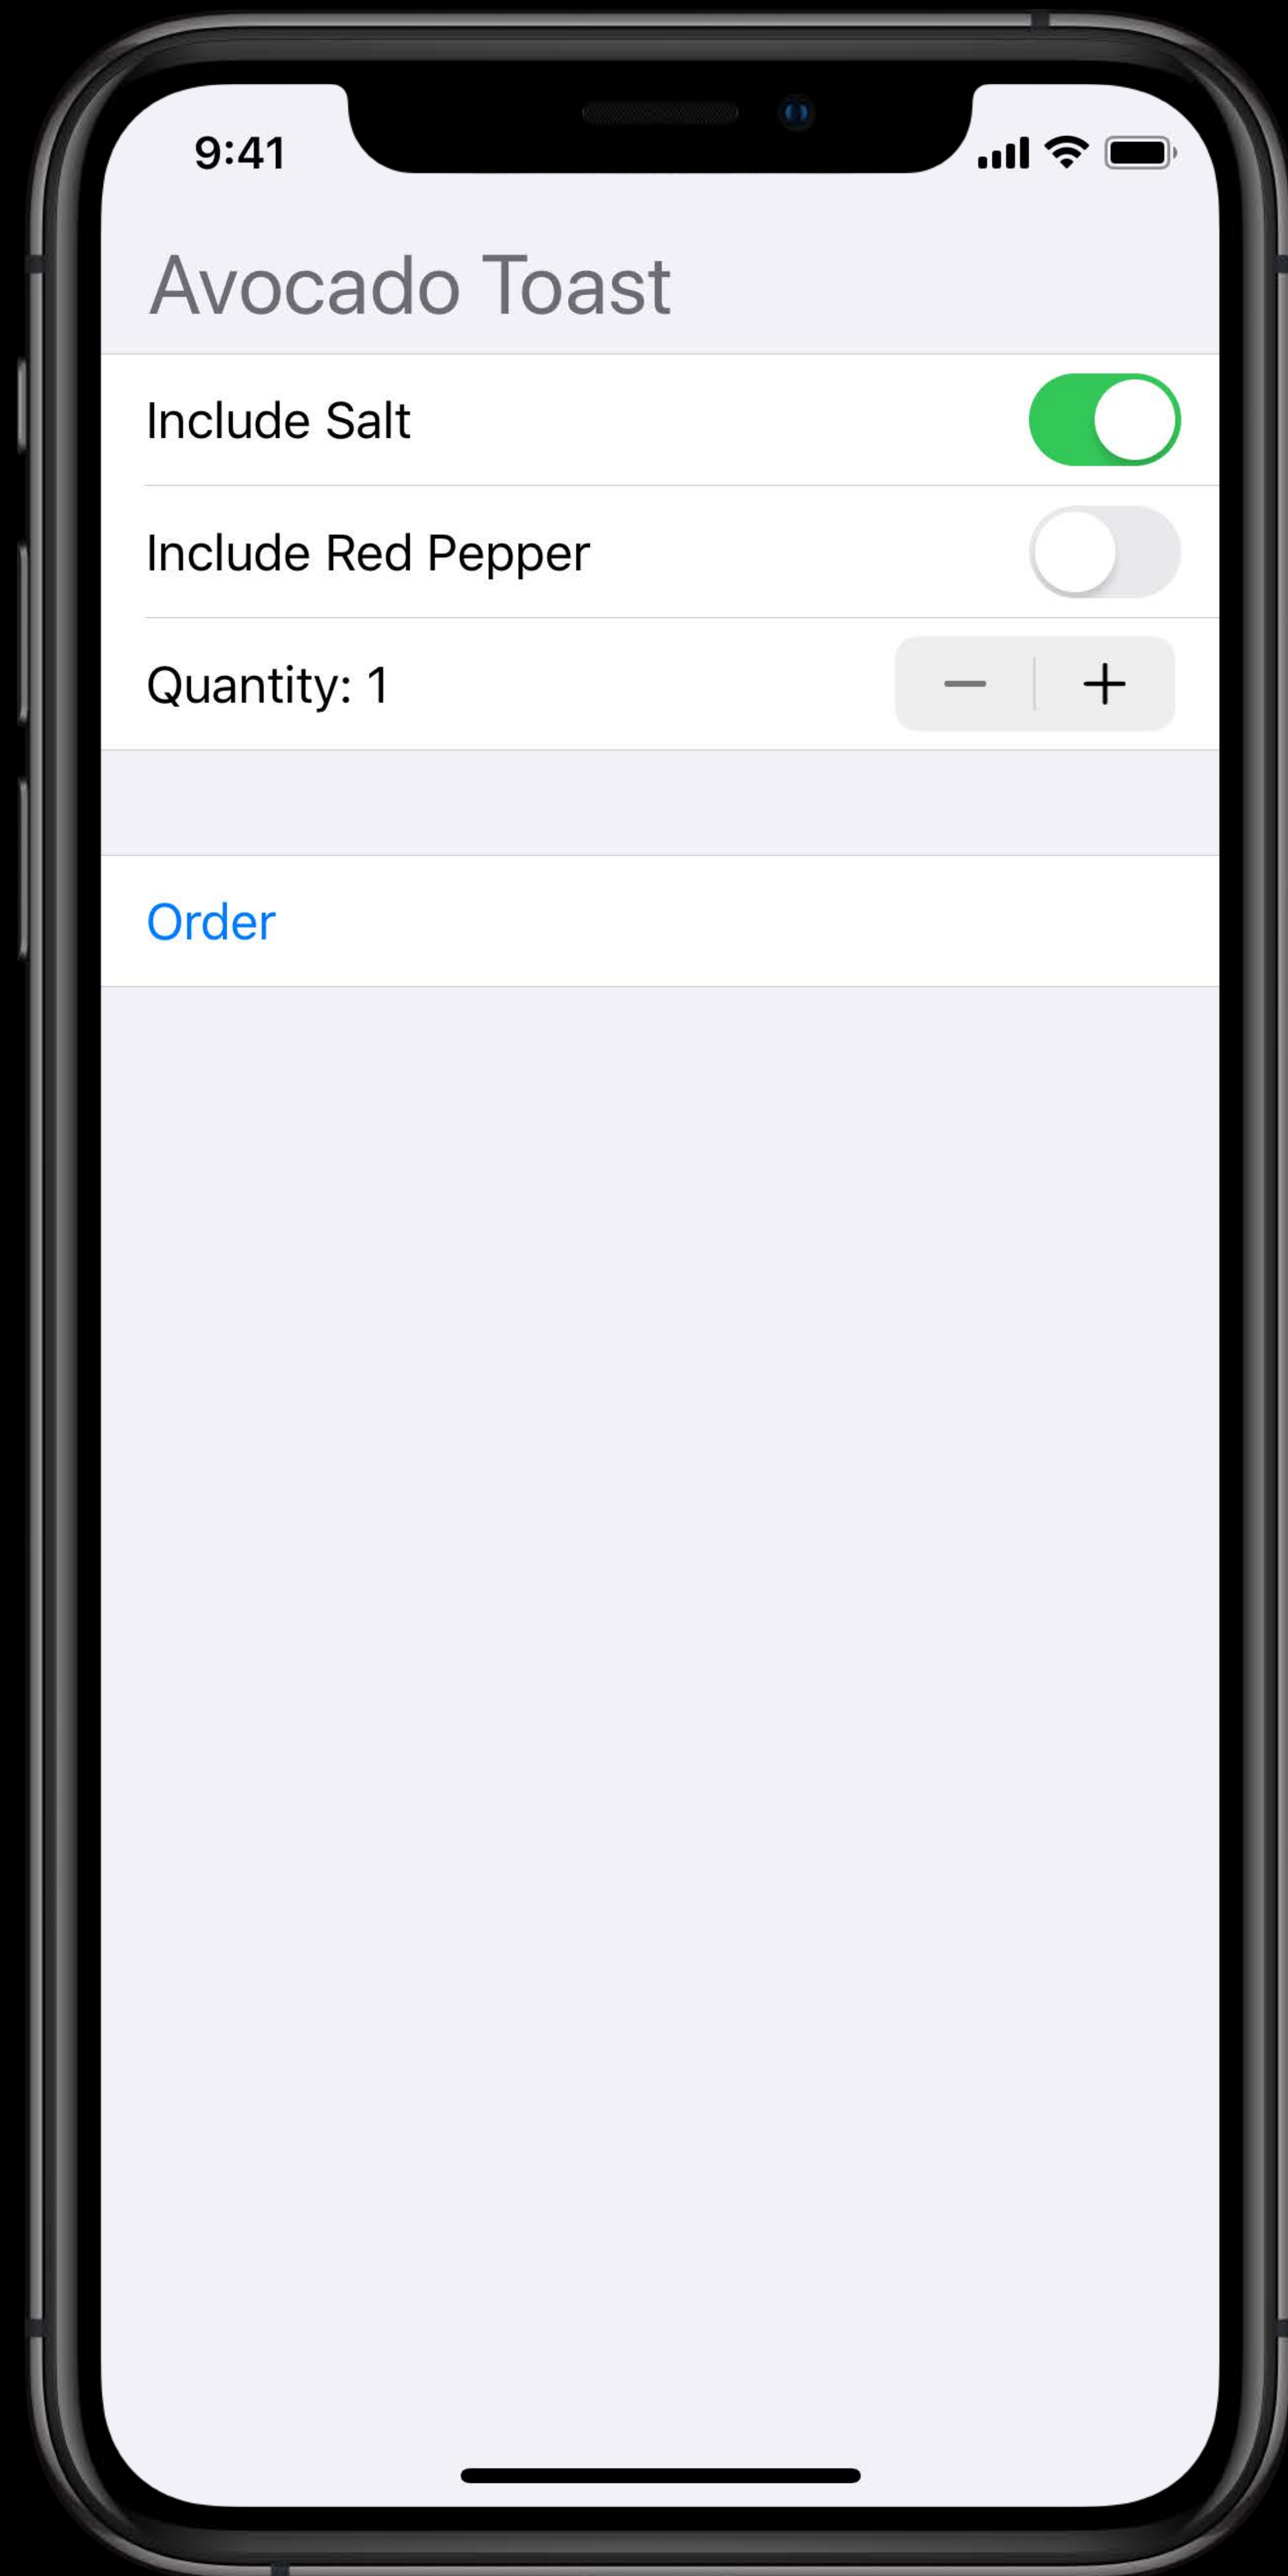 9:41
Avocado Toast
Include Salt
Include Red Pepper
Quantity: 1
Order